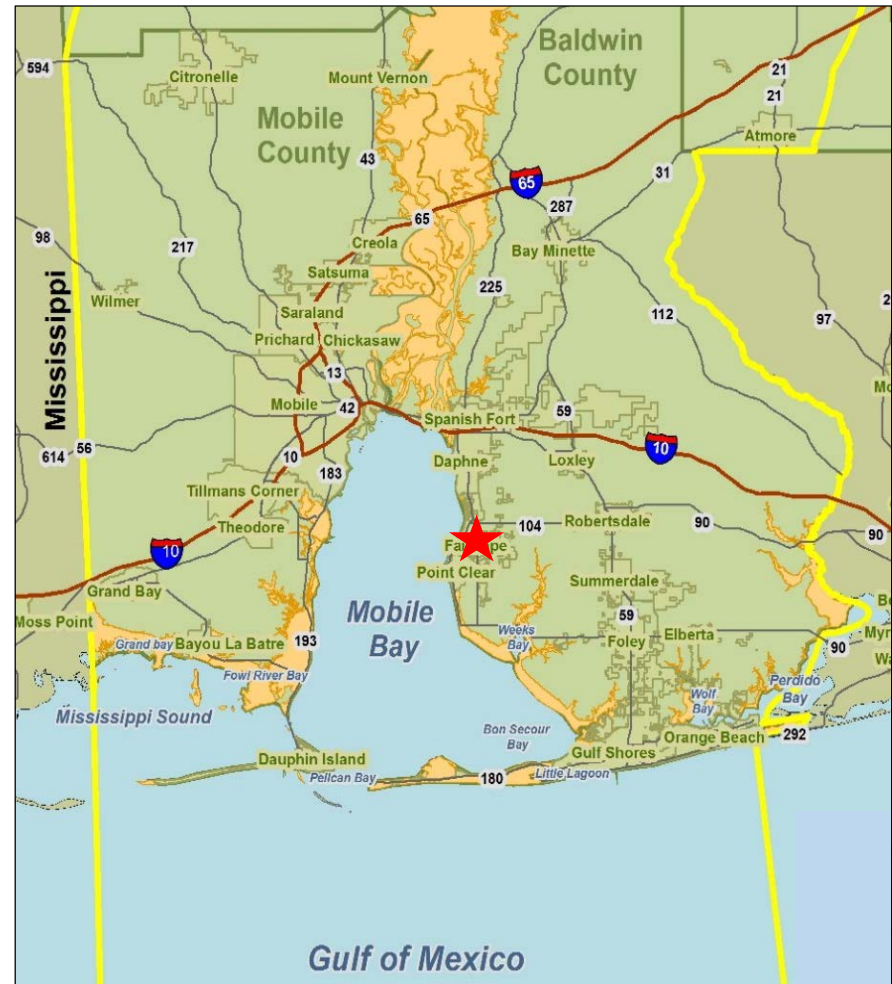 Baldwin
County
594
Citronelle
Mount Vernon
21
21
Atmore
Mobile
County
43
31
65
287
65
98
217
Creola
Bay Minette
Satsuma
225
Wilmer
Saraland
112
97
2
Mississippi
Prichard
Chickasaw
13
Mobile
42
Spanish Fort
59
614
56
10
183
Daphne
Loxley
10
Tillmans Corner
Theodore
104
Robertsdale
90
90
10
Point Clear
Summerdale
Grand Bay
Moss Point
Mobile
Bay
59
Weeks
Bay
Foley
Elberta
90
Grand bay
Bayou La Batre
193
Fowl River Bay
Perdido
Bay
Wolf
Bay
Mississippi Sound
Bon Secour
Bay
Orange Beach
292
Dauphin Island
Gulf Shores
Pelican Bay
180
Little Lagoon
Gulf of Mexico